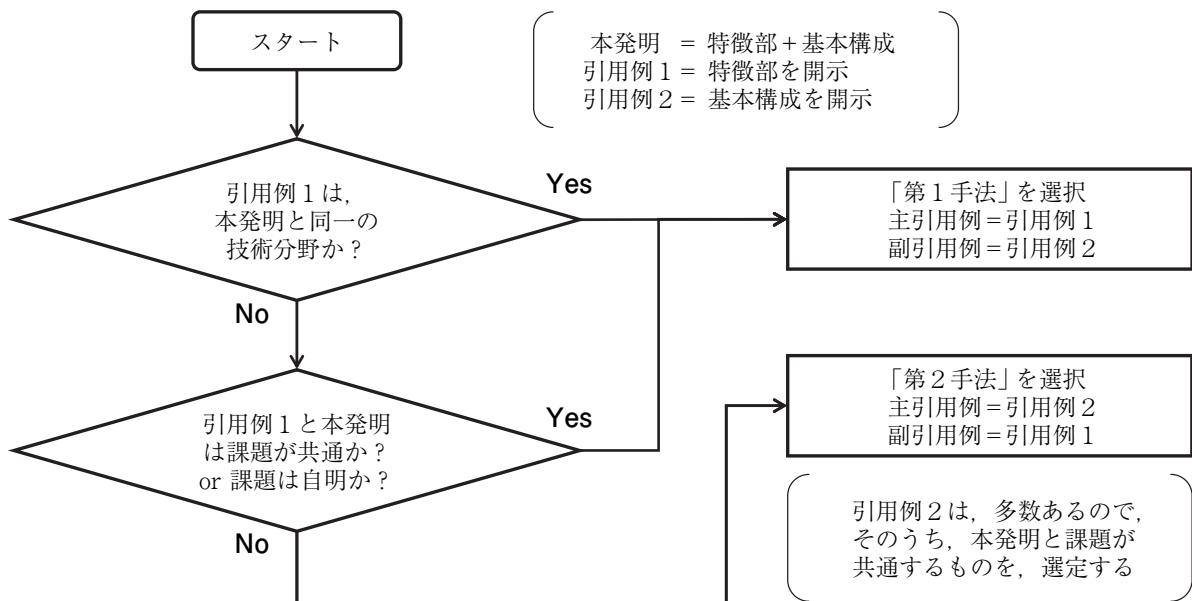 スタート
本発明 = 特徴部+基本構成
引用例1= 特徴部を開示
引用例2= 基本構成を開示
引用例1は,
本発明と同一の
技術分野か?
Yes
No
「第1手法」を選択
主引用例=引用例1
副引用例=引用例2
引用例1と本発明
は課題が共通か?
or 課題は自明か?
Yes
No
「第2手法」を選択
主引用例=引用例2
副引用例=引用例1
引用例2は,多数あるので,
そのうち,本発明と課題が
共通するものを,選定する